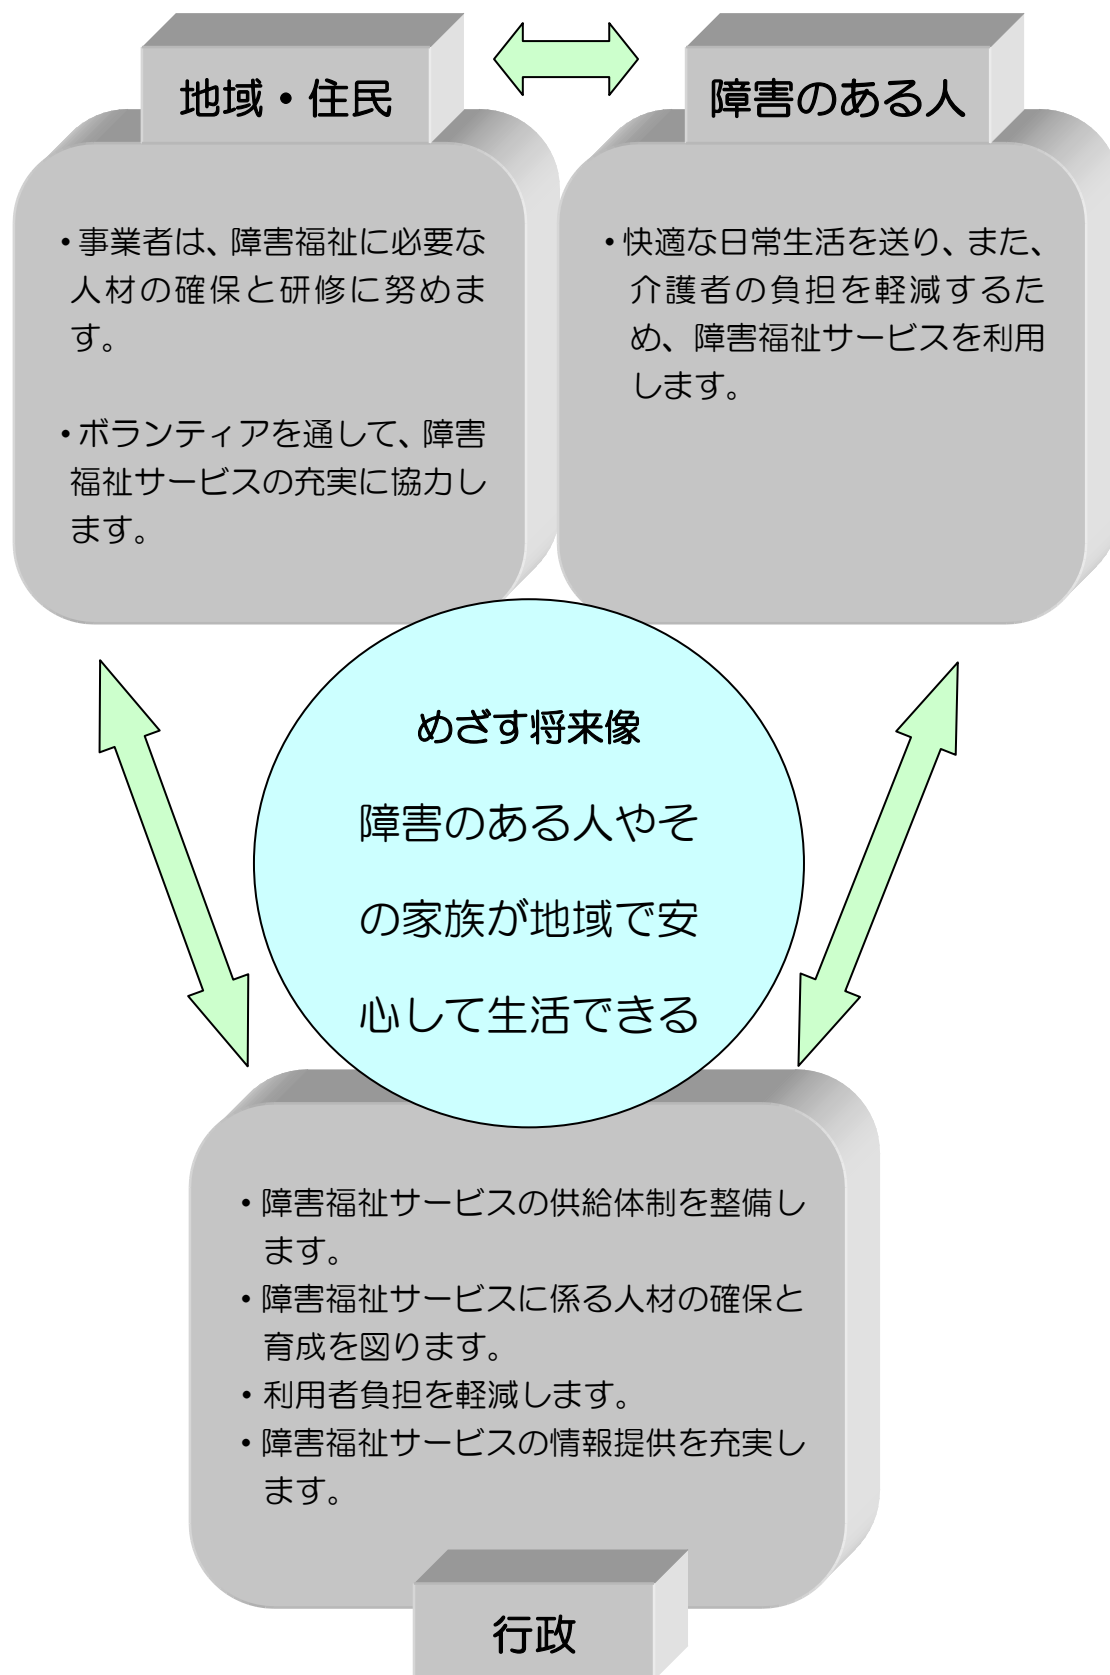 地域・住民
・事業者は、障害福祉に必要な
人材の確保と研修に努めま
す。
・ボランティアを通して、障害
福祉サービスの充実に協力し
ます。
障害のある人
・快適な日常生活を送り、また、
介護者の負担を軽減するた
め、障害福祉サービスを利用
します。
めざす将来像
障害のある人やそ
の家族が地域で安
心して生活できる
・障害福祉サービスの供給体制を整備し
ます。
・障害福祉サービスに係る人材の確保と
育成を図ります。
・利用者負担を軽減します。
・障害福祉サービスの情報提供を充実し
ます。
行政